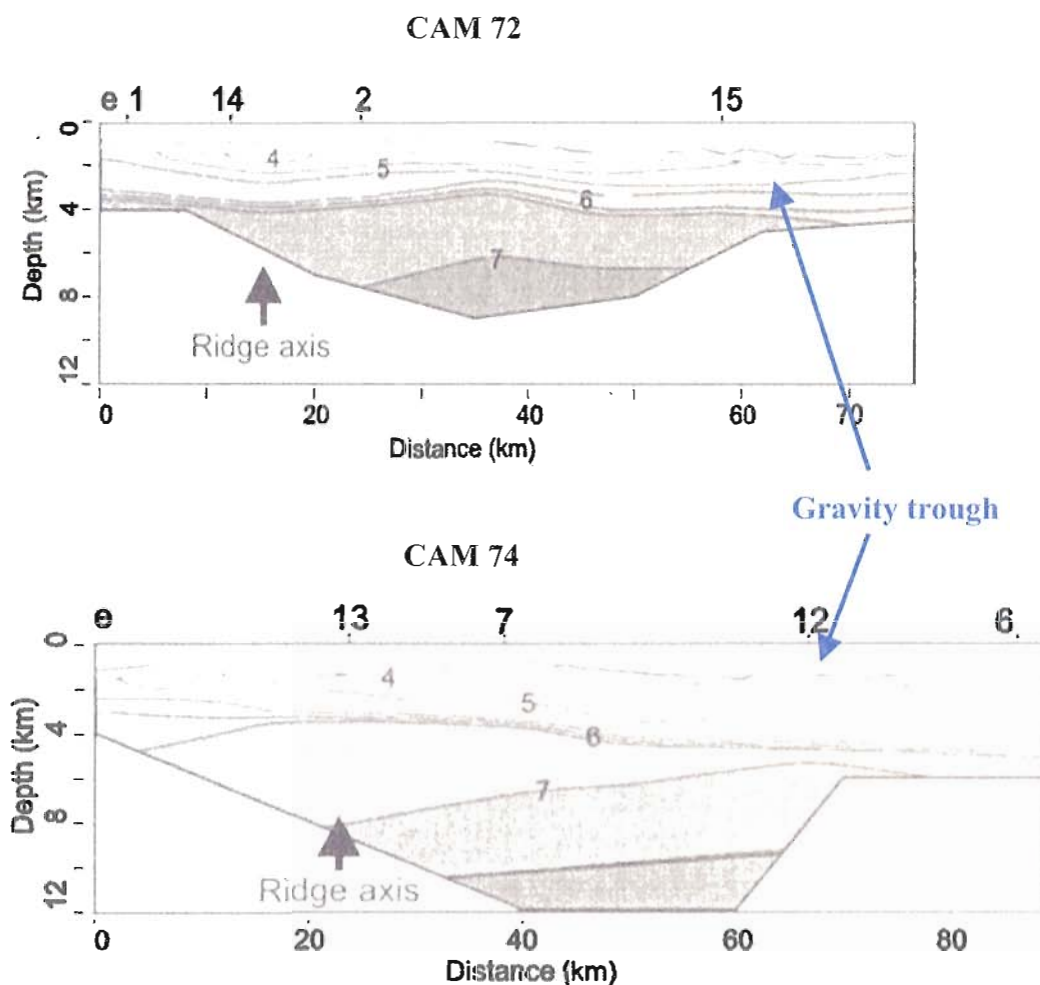 CAM 72
e 1 14 2 15
0
4
8
12
Depth (km)
4 5 6
7
Ridge axis
0 20 40 60 70
Distance (km)
Gravity trough
CAM 74
e 13 7 12 6
0
4
8
12
Depth (km)
4 5 6
7
Ridge axis
0 20 40 60 80
Distance (km)